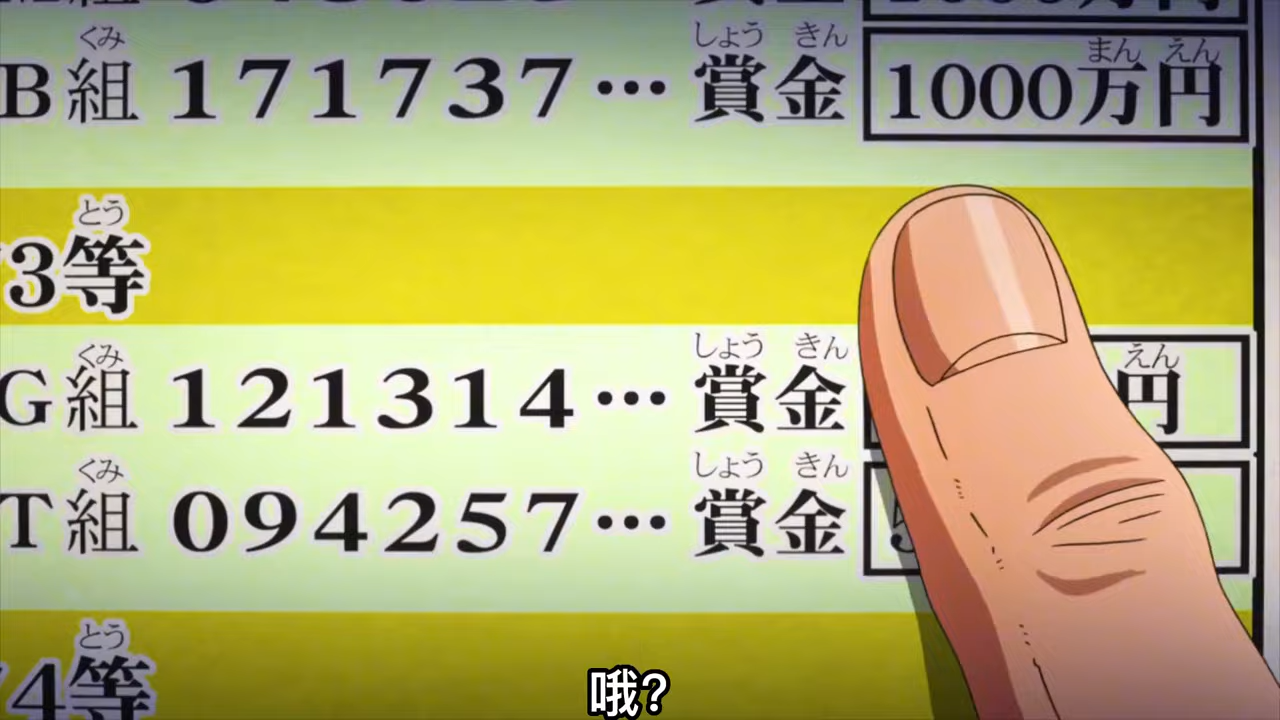 くみ しょう きん まん えん
B組 171737… 賞金 1000万円
とう
3等
くみ しょう きん えん
G組 121314… 賞金 円
くみ しょう きん
T組 094257… 賞金 5
とう
4等
哦?